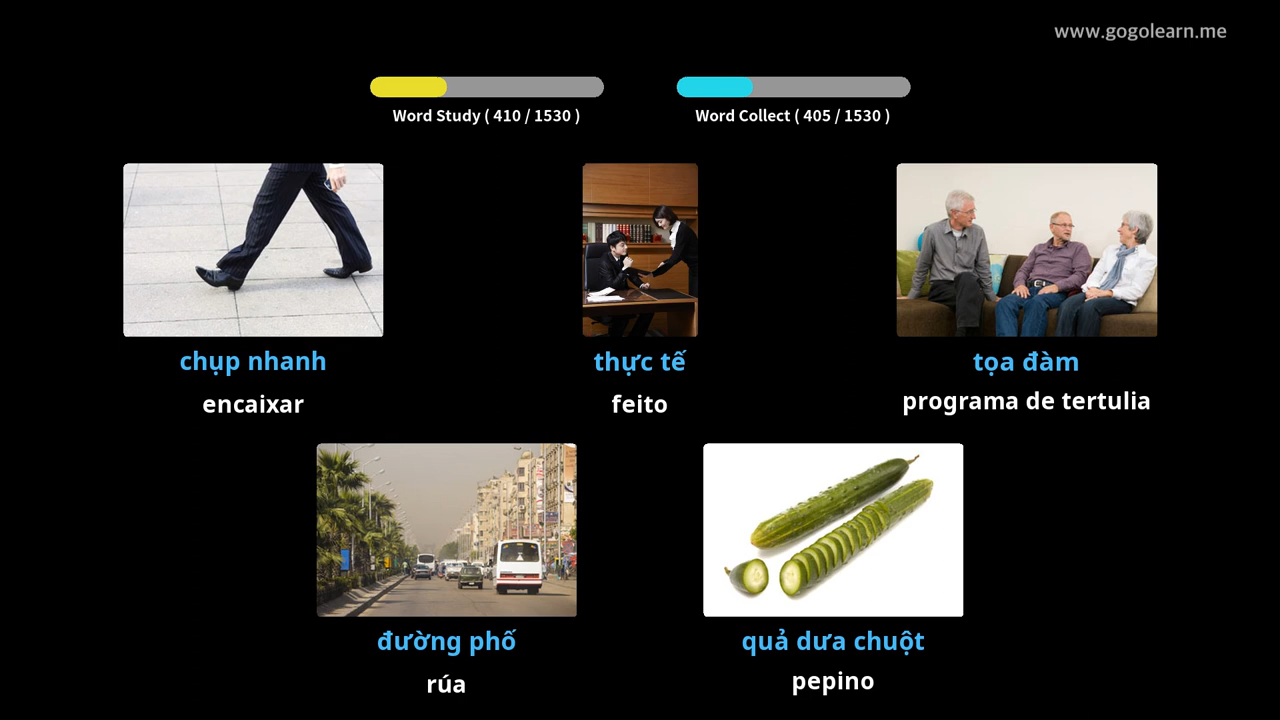 www.gogolearn.me
Word Study ( 410 / 1530 )
Word Collect ( 405 / 1530 )
chụp nhanh
thực tế
tọa đàm
encaixar
feito
programa de tertulia
đường phố
quả dưa chuột
rúa
pepino